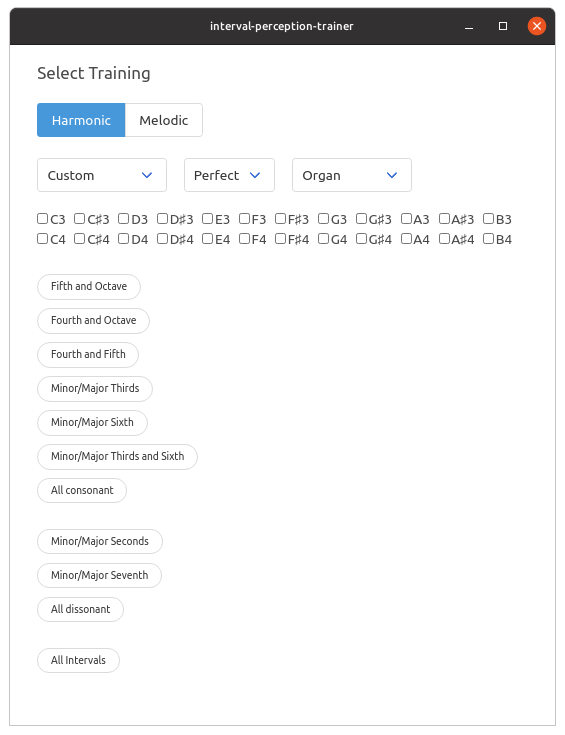 interval-perception-trainer
Select Training
Harmonic Melodic
Custom Perfect Organ
C3 C♯3 D3 D♯3 E3 F3 F♯3 G3 G♯3 A3 A♯3 B3
C4 C♯4 D4 D♯4 E4 F4 F♯4 G4 G♯4 A4 A♯4 B4
Fifth and Octave
Fourth and Octave
Fourth and Fifth
Minor/Major Thirds
Minor/Major Sixth
Minor/Major Thirds and Sixth
All consonant
Minor/Major Seconds
Minor/Major Seventh
All dissonant
All Intervals